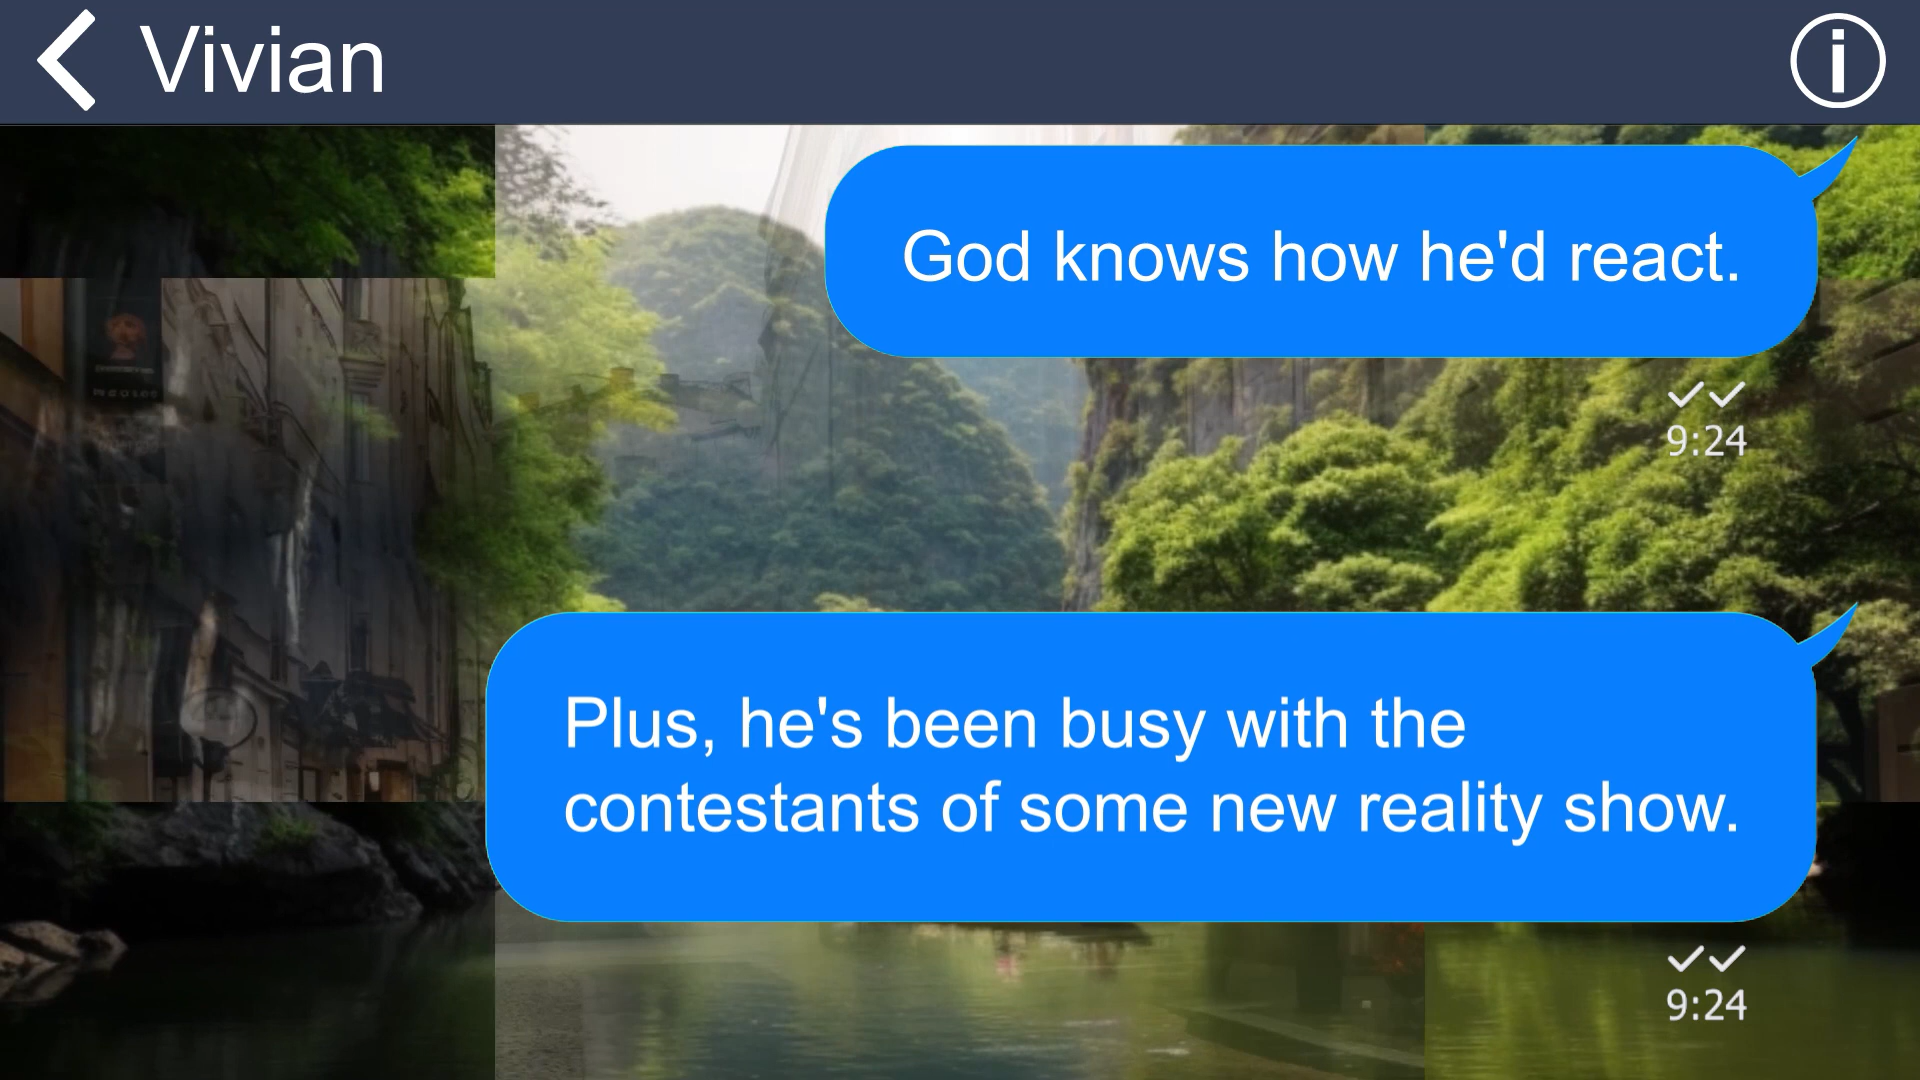 Vivian
God knows how he'd react.
9:24
Plus, he's been busy with the
contestants of some new reality show.
9:24